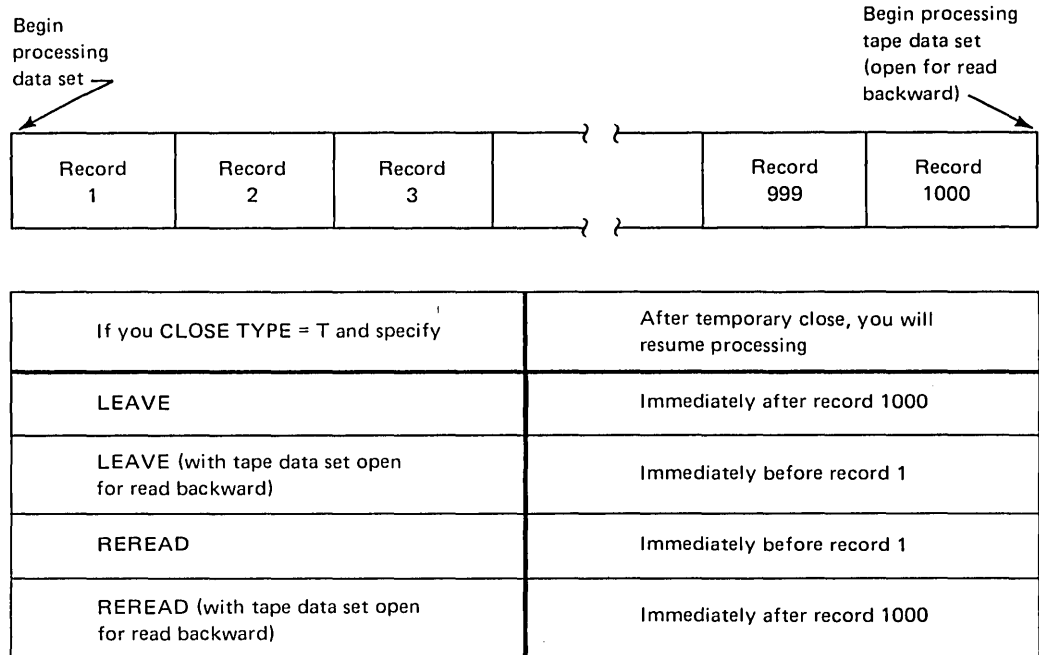 Begin
processing
data set
Begin processing
tape data set
(open for read
backward)
Record
1
Record
2
Record
3
Record
999
Record
1000
If you CLOSE TYPE = T and specify
After temporary close, you will
resume processing
LEAVE
Immediately after record 1000
LEAVE (with tape data set open
for read backward)
Immediately before record 1
REREAD
Immediately before record 1
REREAD (with tape data set open
for read backward)
Immediately after record 1000